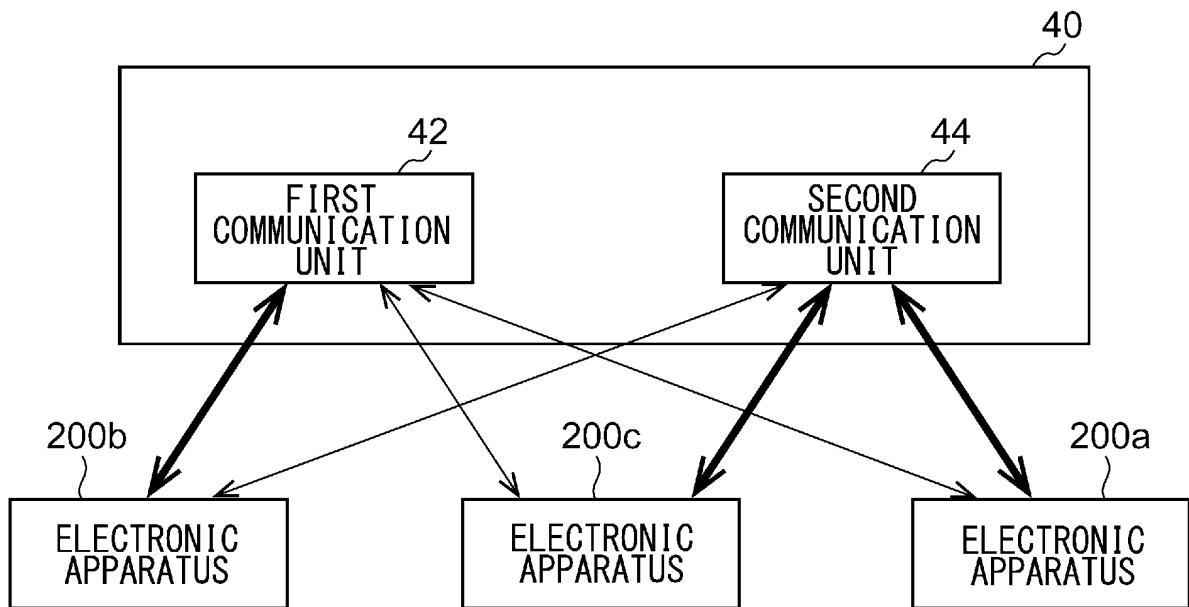 40
42
44
FIRST
COMMUNICATION
UNIT
SECOND
COMMUNICATION
UNIT
200b
200c
200a
ELECTRONIC
APPARATUS
ELECTRONIC
APPARATUS
ELECTRONIC
APPARATUS